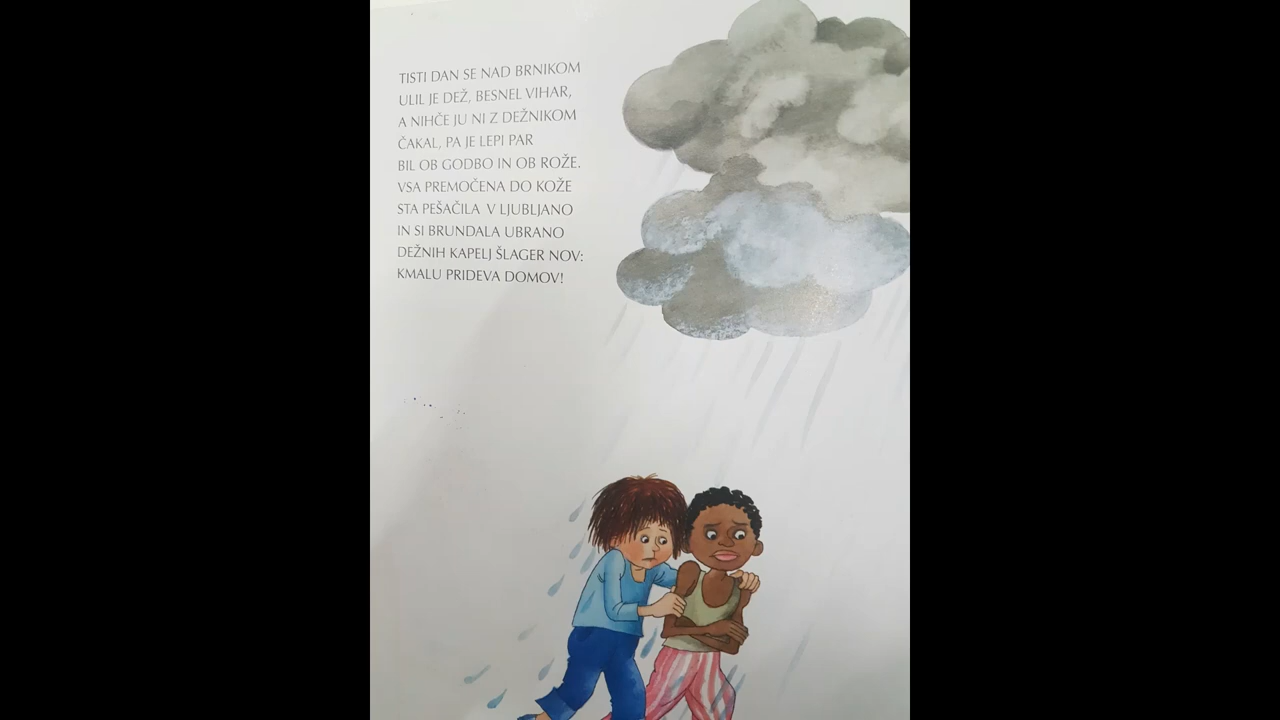 TISTI DAN SE NAD BRNIKOM
ULIL JE DEŽ, BESNEL VIHAR,
A NIHČE JU NI Z DEŽNIKOM
ČAKAL, PA JE LEPI PAR
BIL OB GODBO IN OB ROŽE.
VSA PREMOČENA DO KOŽE
STA PEŠAČILA V LJUBLJANO
IN SI BRUNDALA UBRANO
DEŽNIH KAPELJ ŠLAGER NOV:
KMALU PRIDEVA DOMOV!